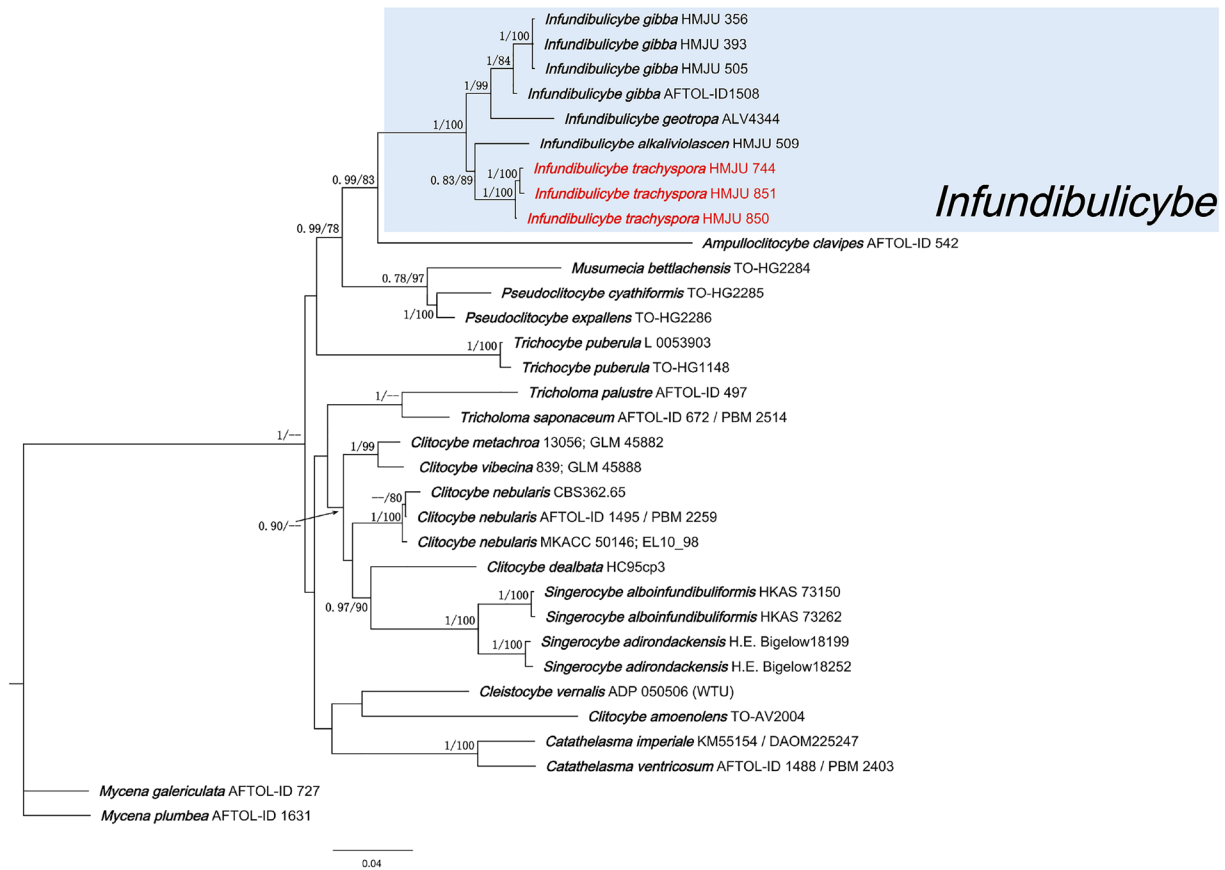 Infundibulicybe gibba HMJU 356
1/100
Infundibulicybe gibba HMJU 393
1/84
Infundibulicybe gibba HMJU 505
1/99
Infundibulicybe gibba AFTOL-ID1508
Infundibulicybe geotropa ALV4344
1/100
Infundibulicybe alkaliviolascen HMJU 509
Infundibulicybe trachyspora HMJU 744
1/100
0.83/89
0.99/83
Infundibulicybe trachyspora HMJU 851
1/100
Infundibulicybe trachyspora HMJU 850
Infundibulicybe
0.99/78
Ampulloclitocybe clavipes AFTOL-ID 542
Musumecia bettlachensis TO-HG2284
0.78/97
Pseudoclitocybe cyathiformis TO-HG2285
1/100
Pseudoclitocybe expallens TO-HG2286
Trichocybe puberula L 0053903
1/100
Trichocybe puberula TO-HG1148
Tricholoma palustre AFTOL-ID 497
1/--
Tricholoma saponaceum AFTOL-ID 672 / PBM 2514
1/--
Clitocybe metachroa 13056; GLM 45882
1/99
Clitocybe vibecina 839; GLM 45888
Clitocybe nebularis CBS362.65
--/80
Clitocybe nebularis AFTOL-ID 1495 / PBM 2259
1/100
0.90/--
Clitocybe nebularis MKACC 50146; EL10_98
Clitocybe dealbata HC95cp3
Singerocybe alboinfundibuliformis HKAS 73150
1/100
0.97/90
Singerocybe alboinfundibuliformis HKAS 73262
1/100
Singerocybe adirondackensis H.E. Bigelow18199
1/100
Singerocybe adirondackensis H.E. Bigelow18252
Cleistocybe vernalis ADP 050506 (WTU)
Clitocybe amoenolens TO-AV2004
Catathelasma imperiale KM55154 / DAOM225247
1/100
Catathelasma ventricosum AFTOL-ID 1488 / PBM 2403
Mycena galericulata AFTOL-ID 727
Mycena plumbea AFTOL-ID 1631
0.04